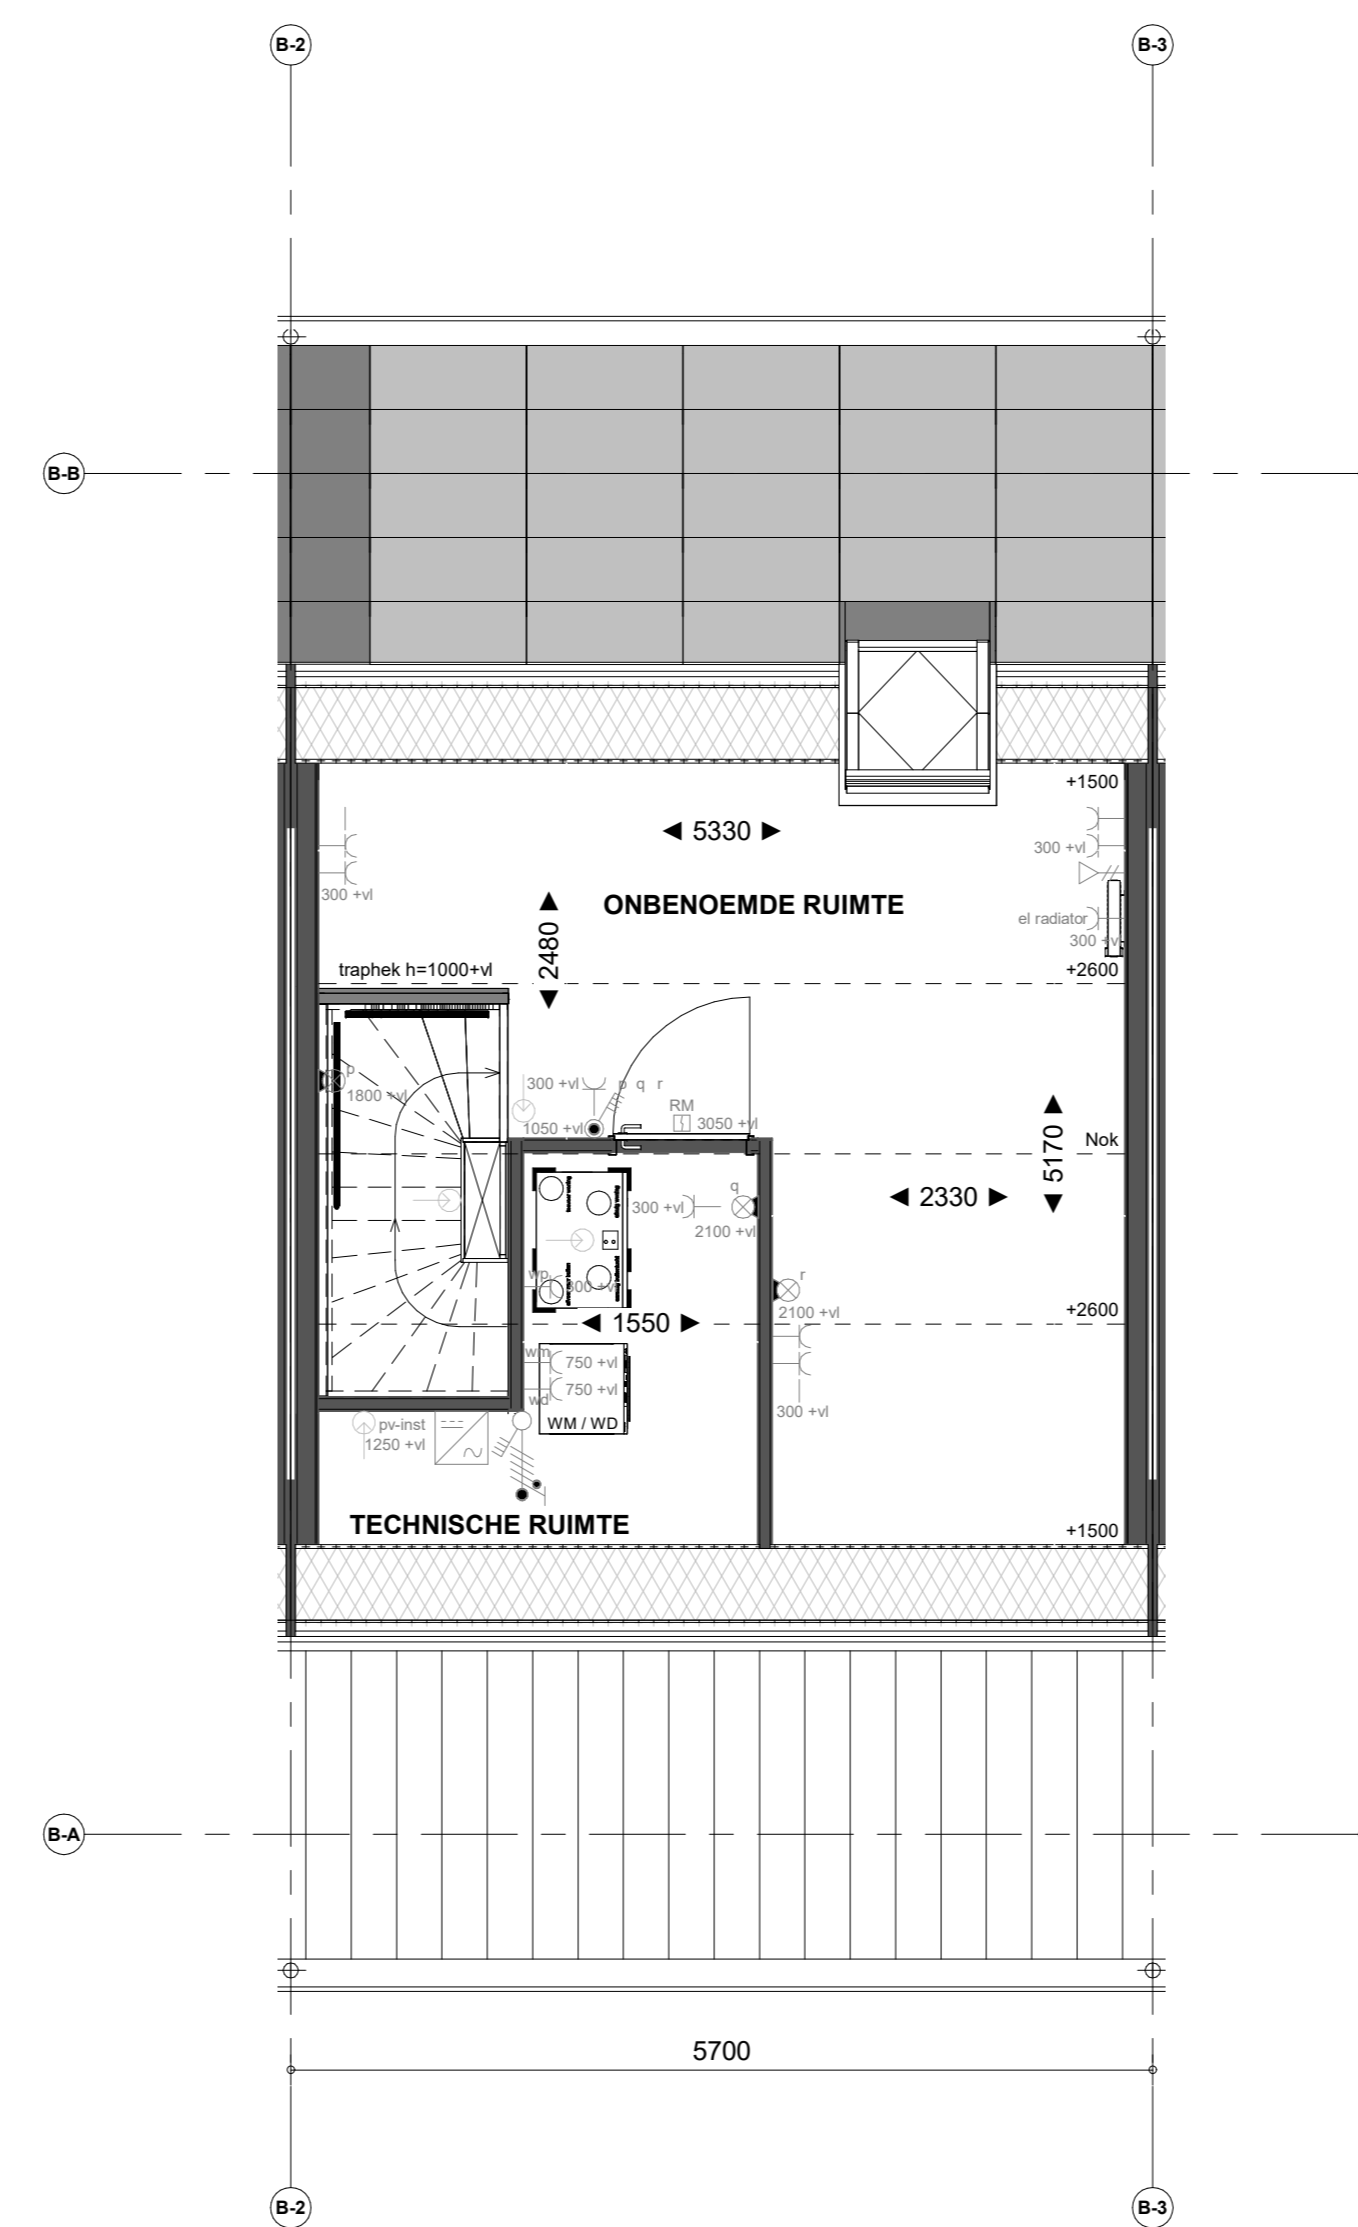 B-2 B-3
B-B
+1500
5330
300 +vl
300 +vl
ONBENOEMDE RUIMTE
el radiator
300 +vl
2480
traphek h=1000+vl
+2600
p
1800 +vl
300 +vl p q r
RM
1050 +vl 3050 +vl
5170
Nok
q
300 +vl
2330
2100 +vl
wp 300 +vl
r
2100 +vl
1550
+2600
wm 750 +vl
wd 750 +vl
300 +vl
WM / WD
pv-inst
1250 +vl
TECHNISCHE RUIMTE
+1500
B-A
5700
B-2 B-3